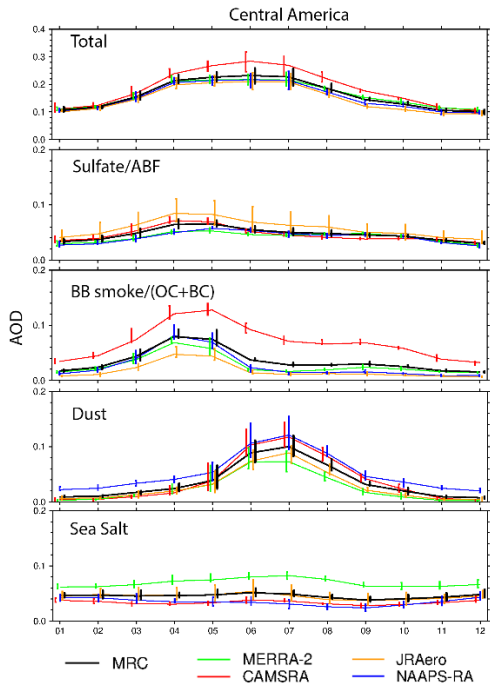 Central America
Total
0.4
0.3
0.2
0.1
0.0
Sulfate/ABF
0.2
0.1
0.0
BB smoke/(OC+BC)
0.2
0.1
0.0
AOD
Dust
0.2
0.1
0.0
Sea Salt
0.2
0.1
0.0
01 02 03 04 05 06 07 08 09 10 11 12
MRC MERRA-2 JRAero
CAMSRA NAAPS-RA